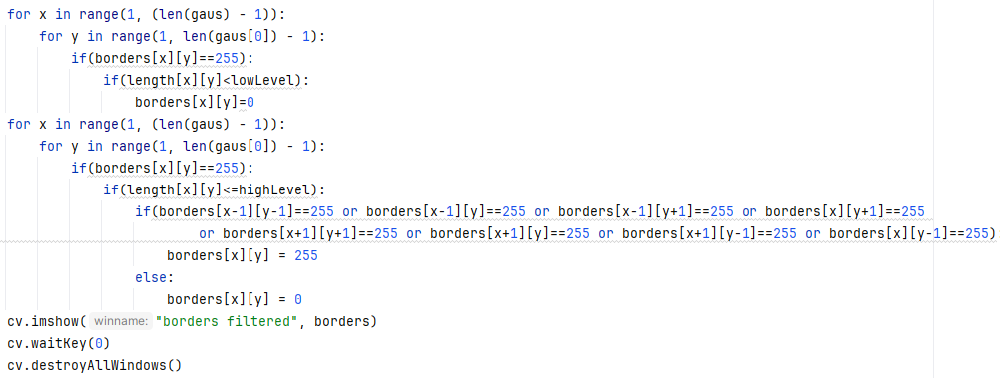 for x in range(1, (len(gaus) - 1)):
    for y in range(1, len(gaus[0]) - 1):
        if(borders[x][y]==255):
            if(length[x][y]<lowLevel):
                borders[x][y]=0
for x in range(1, (len(gaus) - 1)):
    for y in range(1, len(gaus[0]) - 1):
        if(borders[x][y]==255):
            if(length[x][y]<=highLevel):
                if(borders[x-1][y-1]==255 or borders[x-1][y]==255 or borders[x-1][y+1]==255 or borders[x][y+1]==255
                        or borders[x+1][y+1]==255 or borders[x+1][y]==255 or borders[x+1][y-1]==255 or borders[x][y-1]==255)
                    borders[x][y] = 255
                else:
                    borders[x][y] = 0
cv.imshow( winname: "borders filtered", borders)
cv.waitKey(0)
cv.destroyAllWindows()